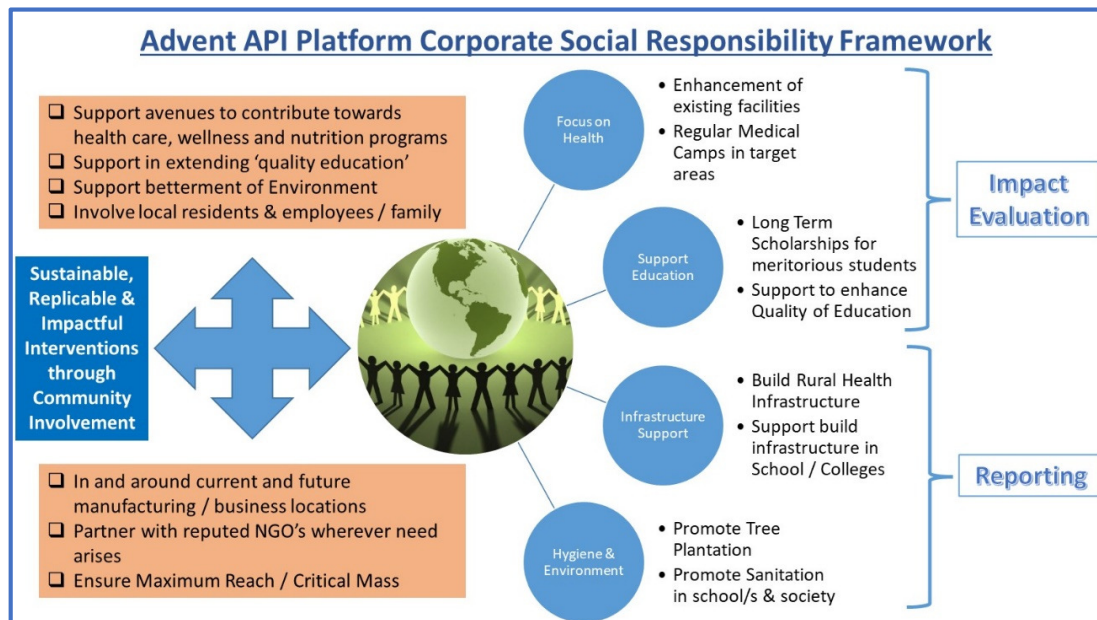 Advent API Platform Corporate Social Responsibility Framework
❑ Support avenues to contribute towards
health care, wellness and nutrition programs
❑ Support in extending ‘quality education’
❑ Support betterment of Environment
❑ Involve local residents & employees / family
Sustainable,
Replicable &
Impactful
Interventions
through
Community
Involvement
❑ In and around current and future
manufacturing / business locations
❑ Partner with reputed NGO’s wherever need
arises
❑ Ensure Maximum Reach / Critical Mass
Focus on
Health
• Enhancement of
existing facilities
• Regular Medical
Camps in target
areas
Support
Education
• Long Term
Scholarships for
meritorious students
• Support to enhance
Quality of Education
Infrastructure
Support
• Build Rural Health
Infrastructure
• Support build
infrastructure in
School / Colleges
Hygiene &
Environment
• Promote Tree
Plantation
• Promote Sanitation
in school/s & society
Impact
Evaluation
Reporting